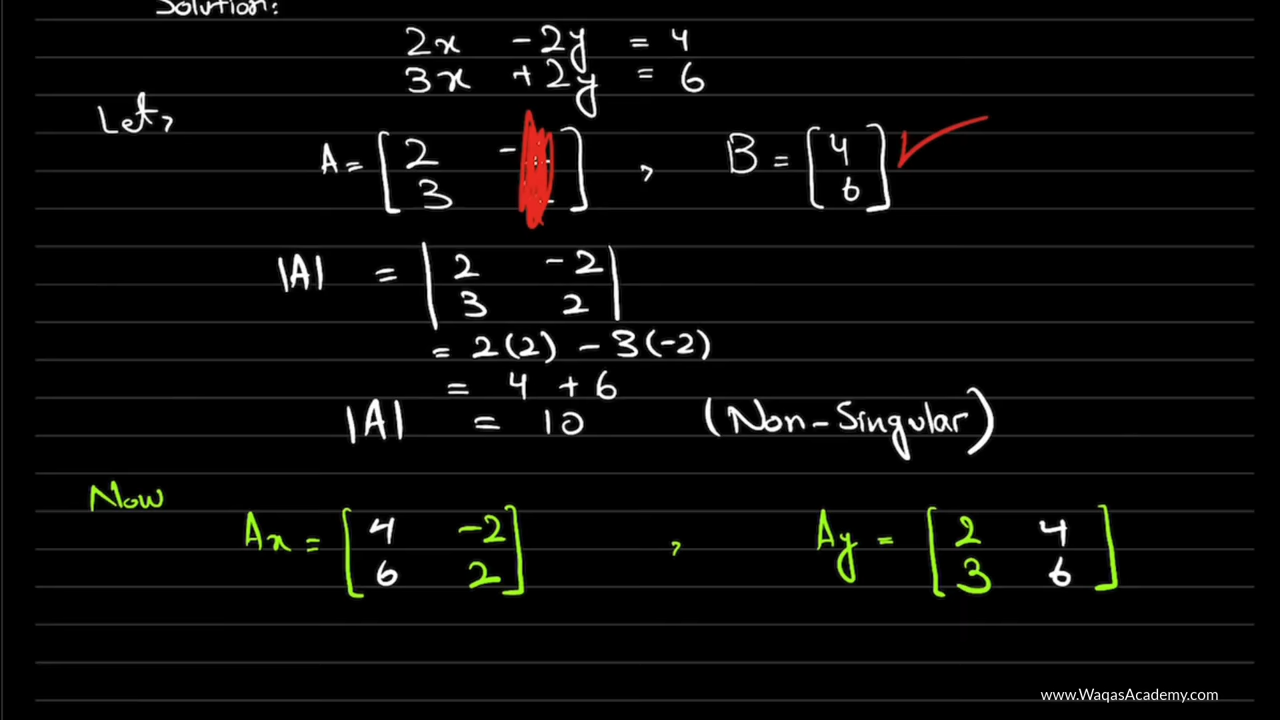 Solution:
2x - 2y = 4
3x + 2y = 6
Let,
A = [ 2 -
3 ] , B = [ 4
6 ]
|A| = | 2 -2
3 2 |
= 2(2) - 3(-2)
= 4 + 6
|A| = 10 (Non-Singular)
Now
Ax = [ 4 -2
6 2 ] , Ay = [ 2 4
3 6 ]
www.WaqasAcademy.com